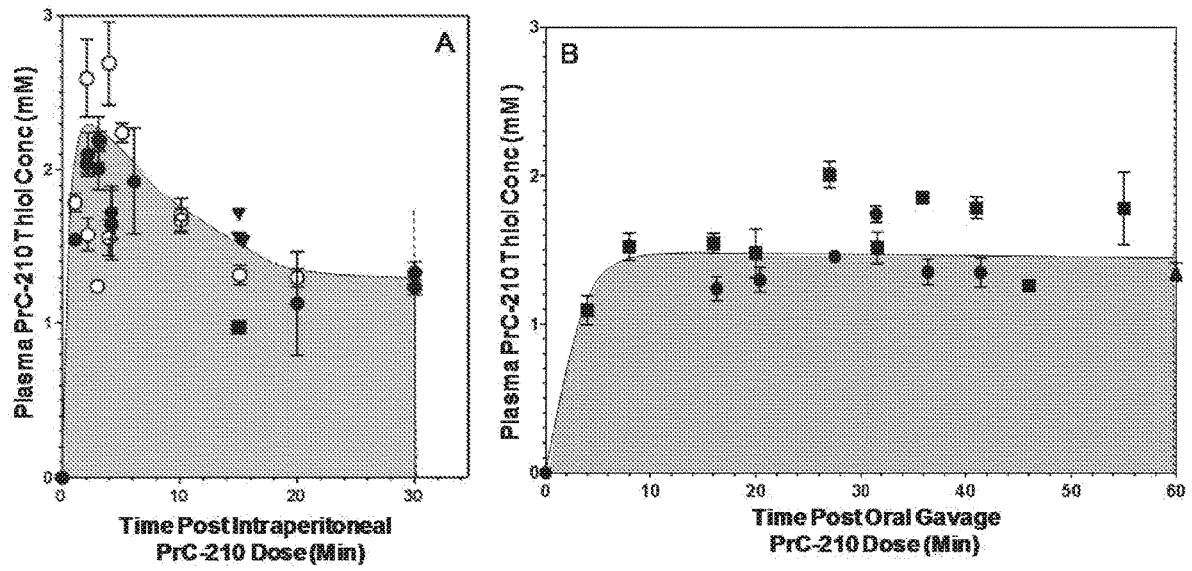 A
Plasma PrC-210 Thiol Conc (mM)
3
2
1
0
0
10
20
30
Time Post Intraperitoneal
PrC-210 Dose (Min)
B
Plasma PrC-210 Thiol Conc (mM)
3
2
1
0
0
10
20
30
40
50
60
Time Post Oral Gavage
PrC-210 Dose (Min)